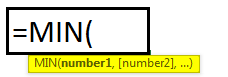 =MIN(
MIN(number1, [number2], ...)